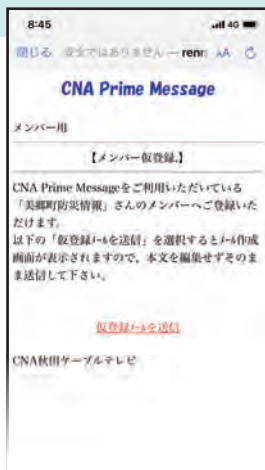 8:45
4G
閉じる 安全ではありません — renr AA
CNA Prime Message
メンバー用
【メンバー仮登録】
CNA Prime Messageをご利用いただいている
「美郷町防災情報」さんのメンバーへご登録いた
だけます。
以下の「仮登録ﾒｰﾙを送信」を選択するとﾒｰﾙ作成
画面が表示されますので、本文を編集せずそのま
ま送信して下さい。
仮登録ﾒｰﾙを送信
CNA秋田ケーブルテレビ